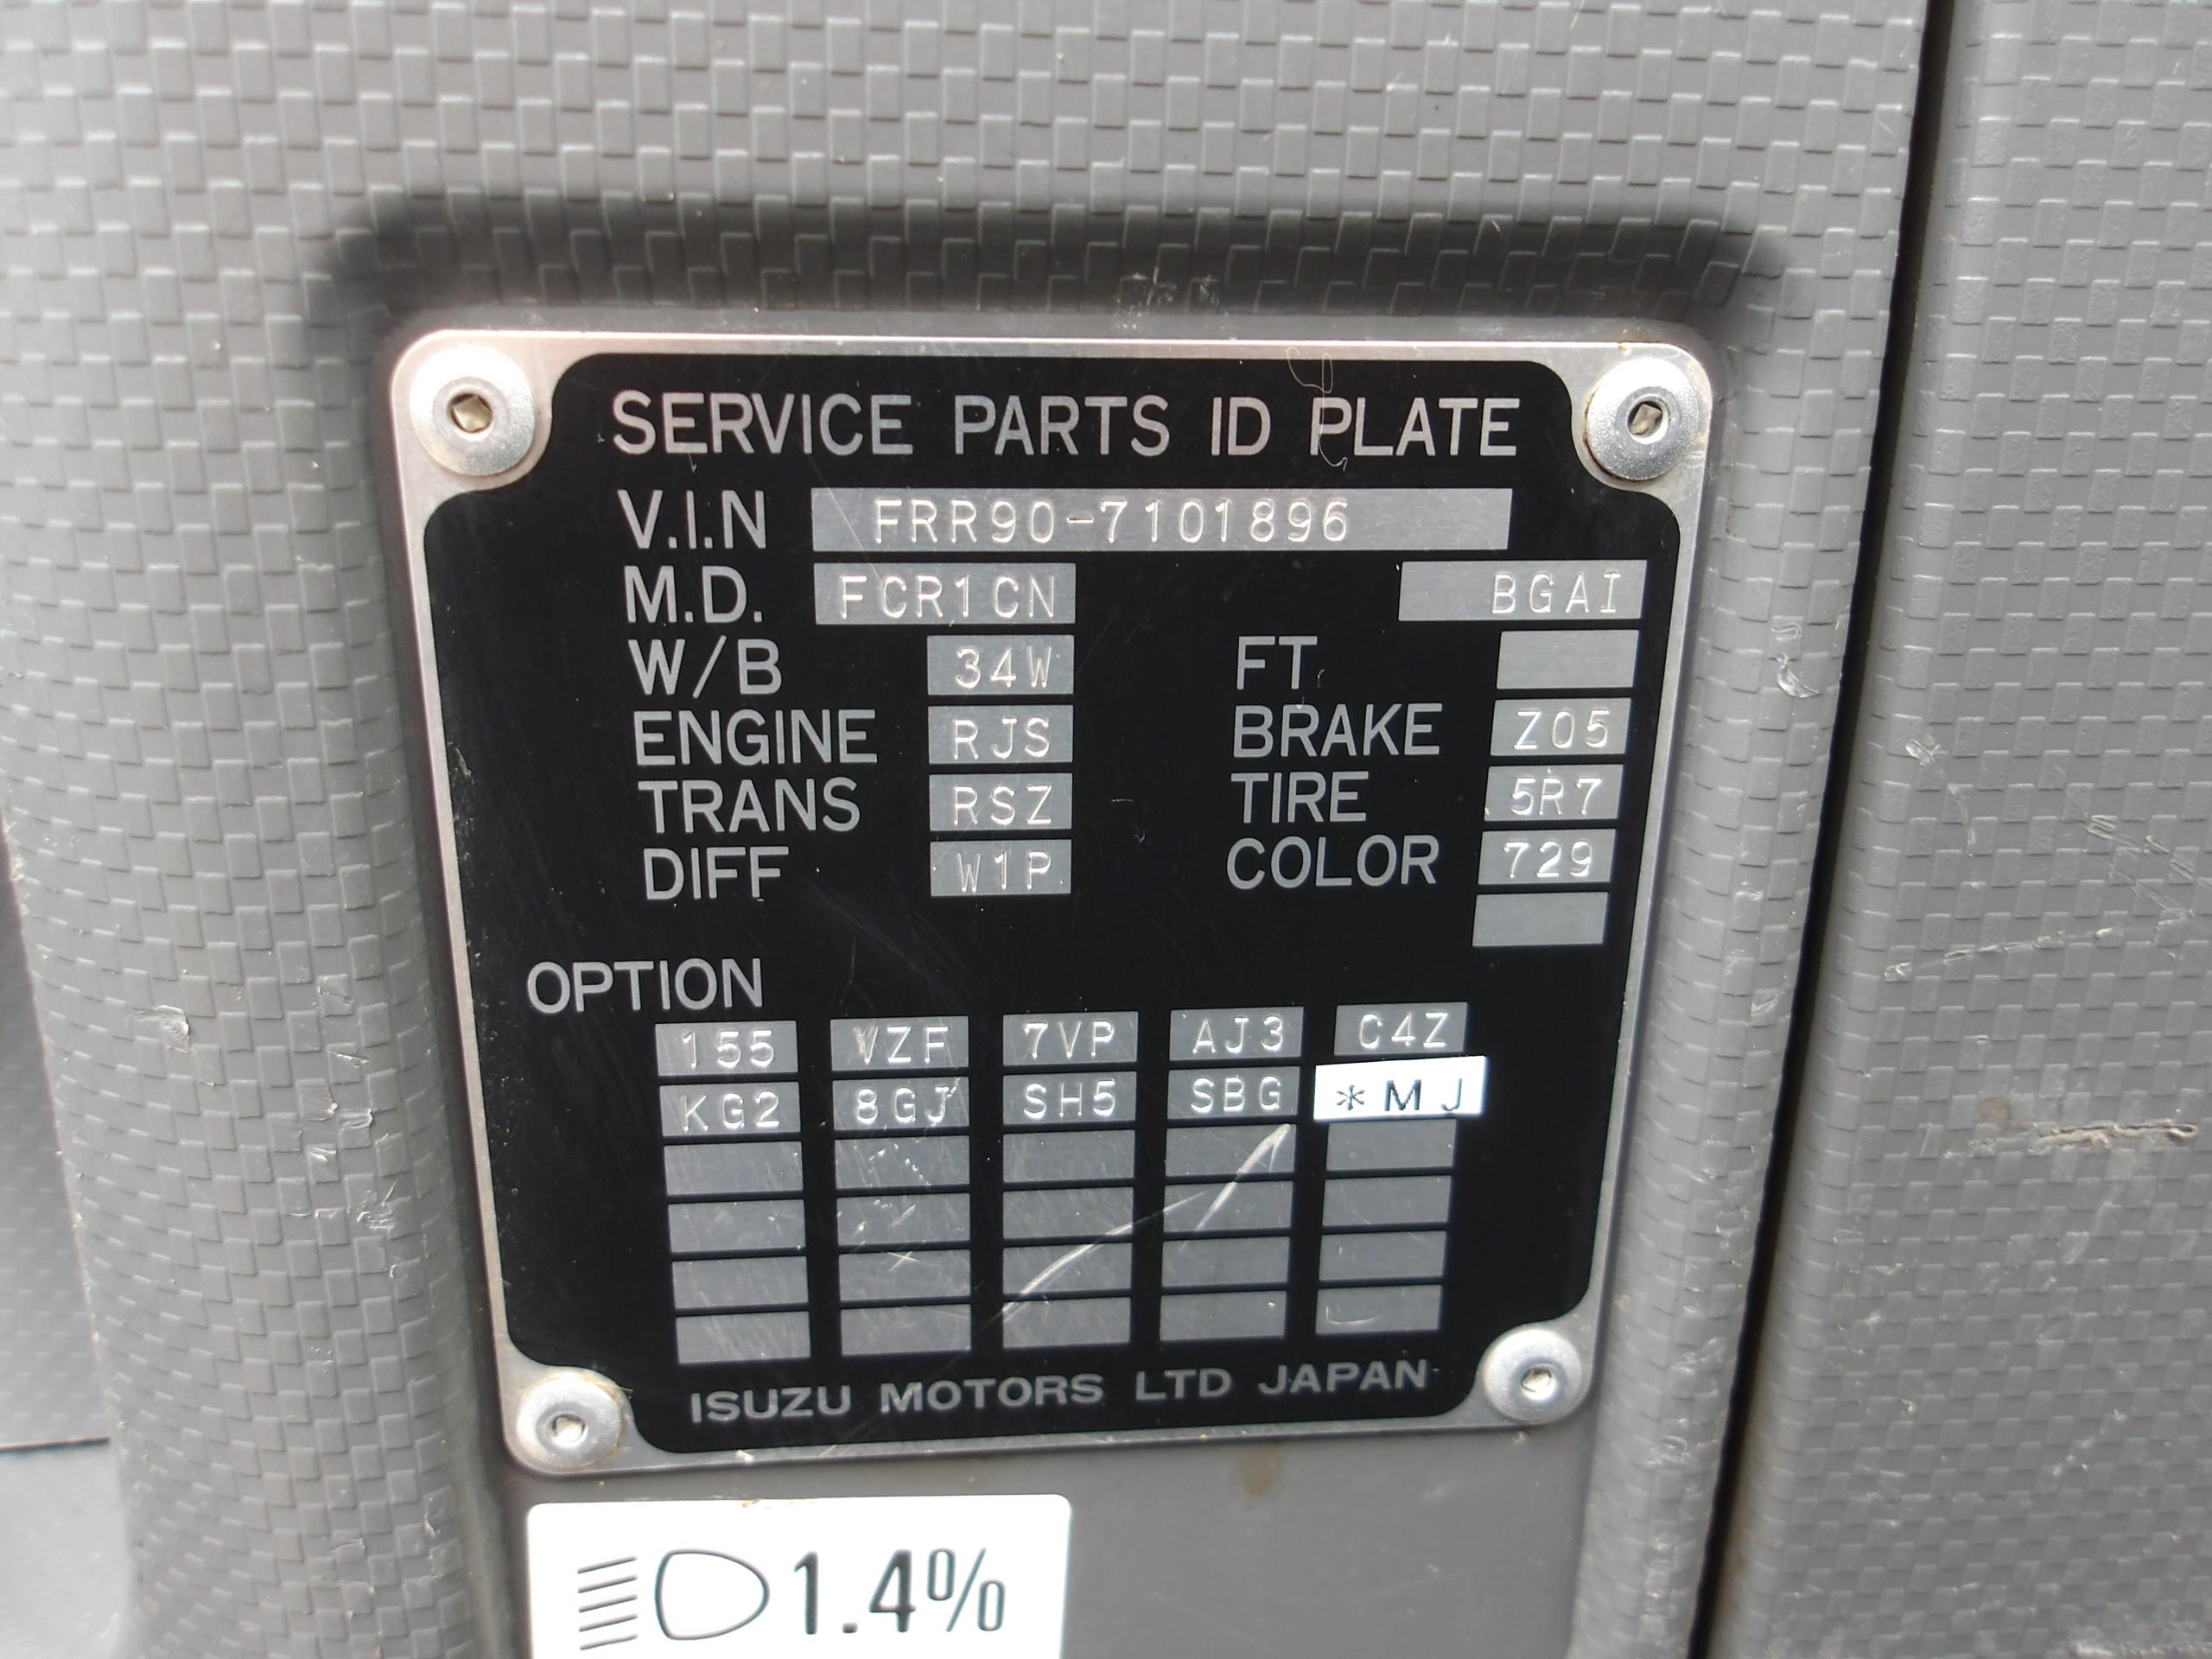 SERVICE PARTS ID PLATE
V.I.N FRR90-7101896
M.D. FCR1CN BGAI
W/B 34W FT
ENGINE RJS BRAKE Z05
TRANS RSZ TIRE 5R7
DIFF W1P COLOR 729
OPTION
155 VZF 7VP AJ3 C4Z
KG2 8GJ SH5 SBG *MJ
ISUZU MOTORS LTD JAPAN
1.4%